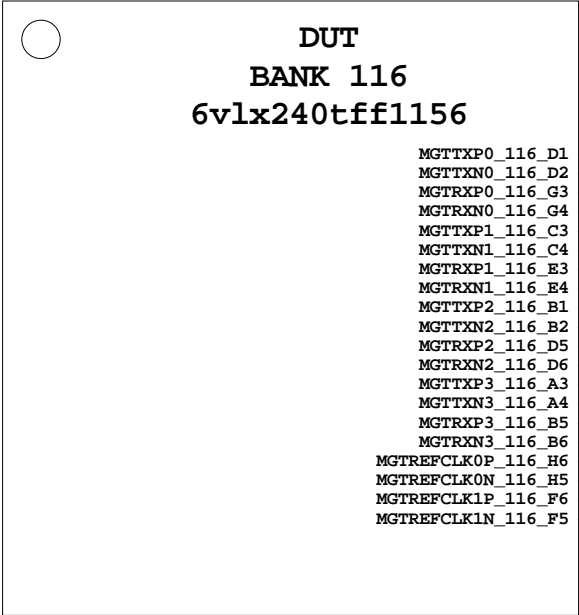 DUT
BANK 116
6vlx240tff1156
MGTTXP0_116_D1
MGTTXN0_116_D2
MGTRXP0_116_G3
MGTRXN0_116_G4
MGTTXP1_116_C3
MGTTXN1_116_C4
MGTRXP1_116_E3
MGTRXN1_116_E4
MGTTXP2_116_B1
MGTTXN2_116_B2
MGTRXP2_116_D5
MGTRXN2_116_D6
MGTTXP3_116_A3
MGTTXN3_116_A4
MGTRXP3_116_B5
MGTRXN3_116_B6
MGTREFCLK0P_116_H6
MGTREFCLK0N_116_H5
MGTREFCLK1P_116_F6
MGTREFCLK1N_116_F5